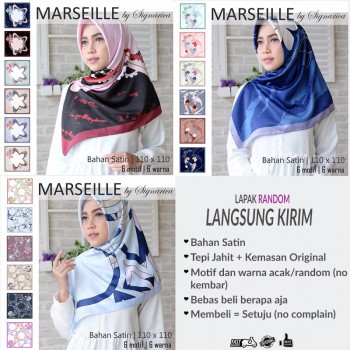 MARSEILLE by Signarica
Bahan Satin | 110 x 110
6 motif | 6 warna
MARSEILLE by Signarica
Bahan Satin | 110 x 110
6 motif | 6 warna
MARSEILLE by Signarica
Bahan Satin | 110 x 110
6 motif | 6 warna
LAPAK RANDOM
LANGSUNG KIRIM
Bahan Satin
Tepi Jahit + Kemasan Original
Motif dan warna acak/random (no
kembar)
Bebas beli berapa aja
Membeli = Setuju (no complain)